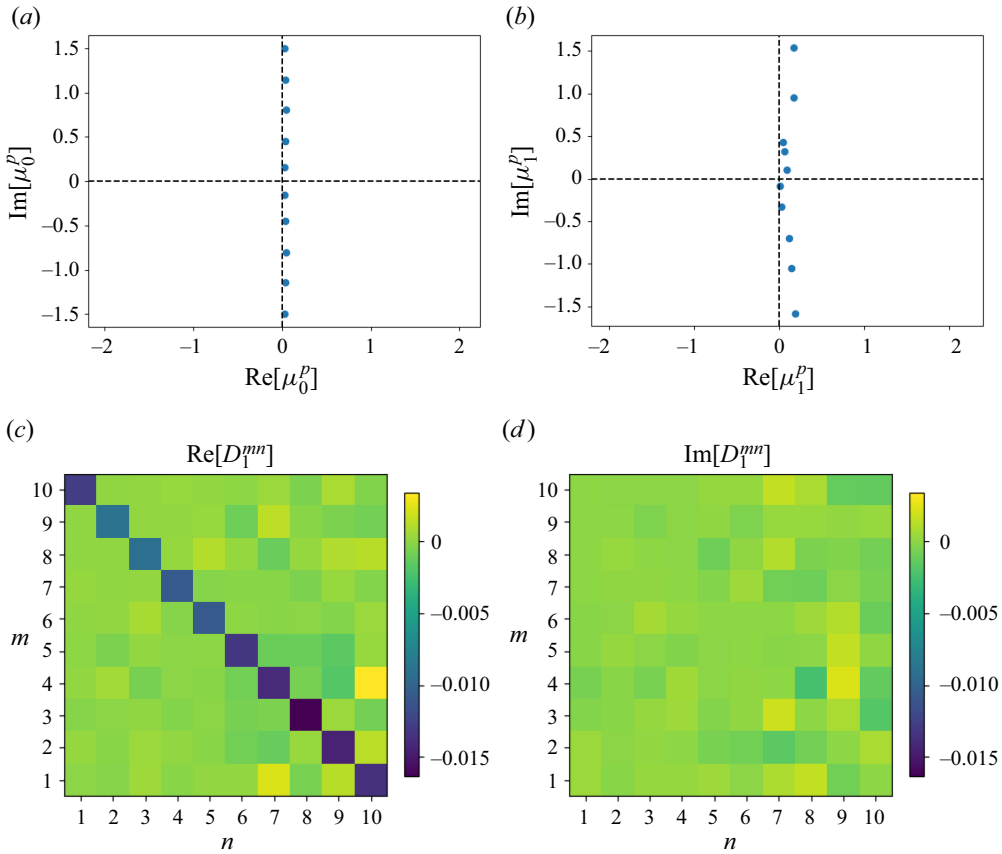 (a)
1.5
1.0
0.5
0
−0.5
−1.0
−1.5
Im[μ₀ᵖ]
−2 −1 0 1 2
Re[μ₀ᵖ]
(b)
1.5
1.0
0.5
0
−0.5
−1.0
−1.5
Im[μ₁ᵖ]
−2 −1 0 1 2
Re[μ₁ᵖ]
(c)
Re[D₁ᵐⁿ]
10
9
8
7
6
5
4
3
2
1
m
1 2 3 4 5 6 7 8 9 10
n
0
−0.005
−0.010
−0.015
(d)
Im[D₁ᵐⁿ]
10
9
8
7
6
5
4
3
2
1
m
1 2 3 4 5 6 7 8 9 10
n
0
−0.005
−0.010
−0.015